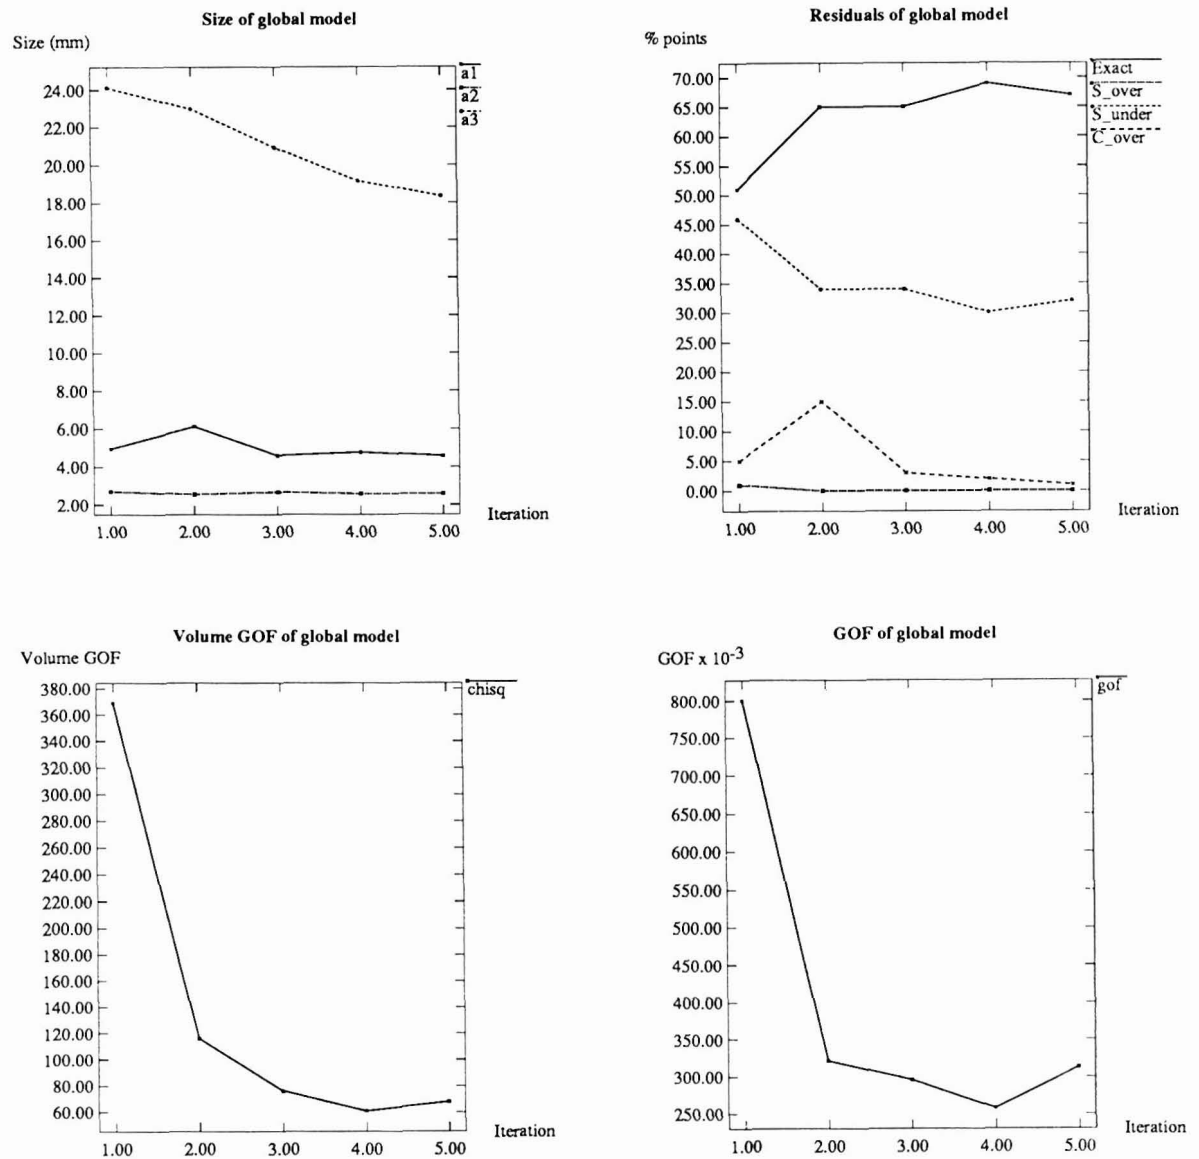 Size of global model
Size (mm)
a1
a2
a3
24.00
22.00
20.00
18.00
16.00
14.00
12.00
10.00
8.00
6.00
4.00
2.00
Iteration
1.00 2.00 3.00 4.00 5.00
Residuals of global model
% points
Exact
S_over
S_under
C_over
70.00
65.00
60.00
55.00
50.00
45.00
40.00
35.00
30.00
25.00
20.00
15.00
10.00
5.00
0.00
Iteration
1.00 2.00 3.00 4.00 5.00
Volume GOF of global model
Volume GOF
chisq
380.00
360.00
340.00
320.00
300.00
280.00
260.00
240.00
220.00
200.00
180.00
160.00
140.00
120.00
100.00
80.00
60.00
Iteration
1.00 2.00 3.00 4.00 5.00
GOF of global model
GOF x 10-3
gof
800.00
750.00
700.00
650.00
600.00
550.00
500.00
450.00
400.00
350.00
300.00
250.00
Iteration
1.00 2.00 3.00 4.00 5.00